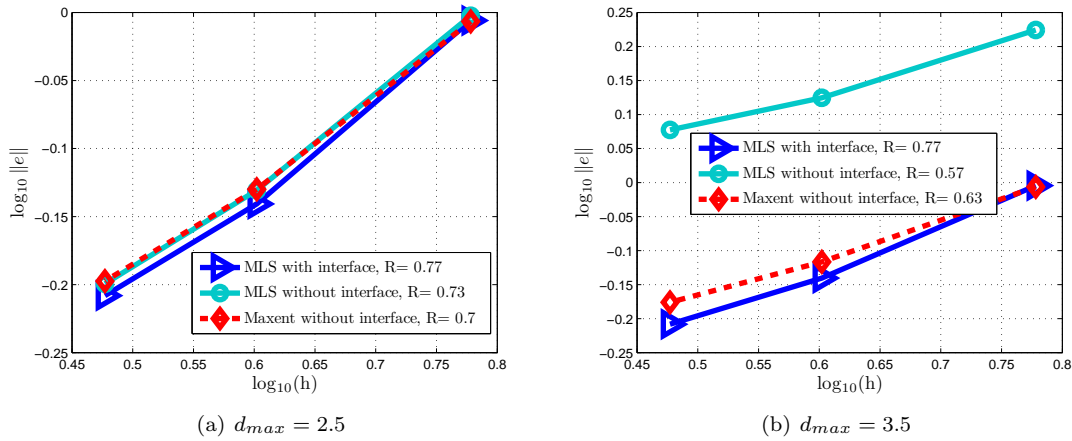 0
−0.05
−0.1
−0.15
−0.2
−0.25
log10 ||e||
MLS with interface, R= 0.77
MLS without interface, R= 0.73
Maxent without interface, R= 0.7
0.45 0.5 0.55 0.6 0.65 0.7 0.75 0.8
log10(h)
(a) dmax = 2.5
0.25
0.2
0.15
0.1
0.05
0
−0.05
−0.1
−0.15
−0.2
−0.25
log10 ||e||
MLS with interface, R= 0.77
MLS without interface, R= 0.57
Maxent without interface, R= 0.63
0.45 0.5 0.55 0.6 0.65 0.7 0.75 0.8
log10(h)
(b) dmax = 3.5